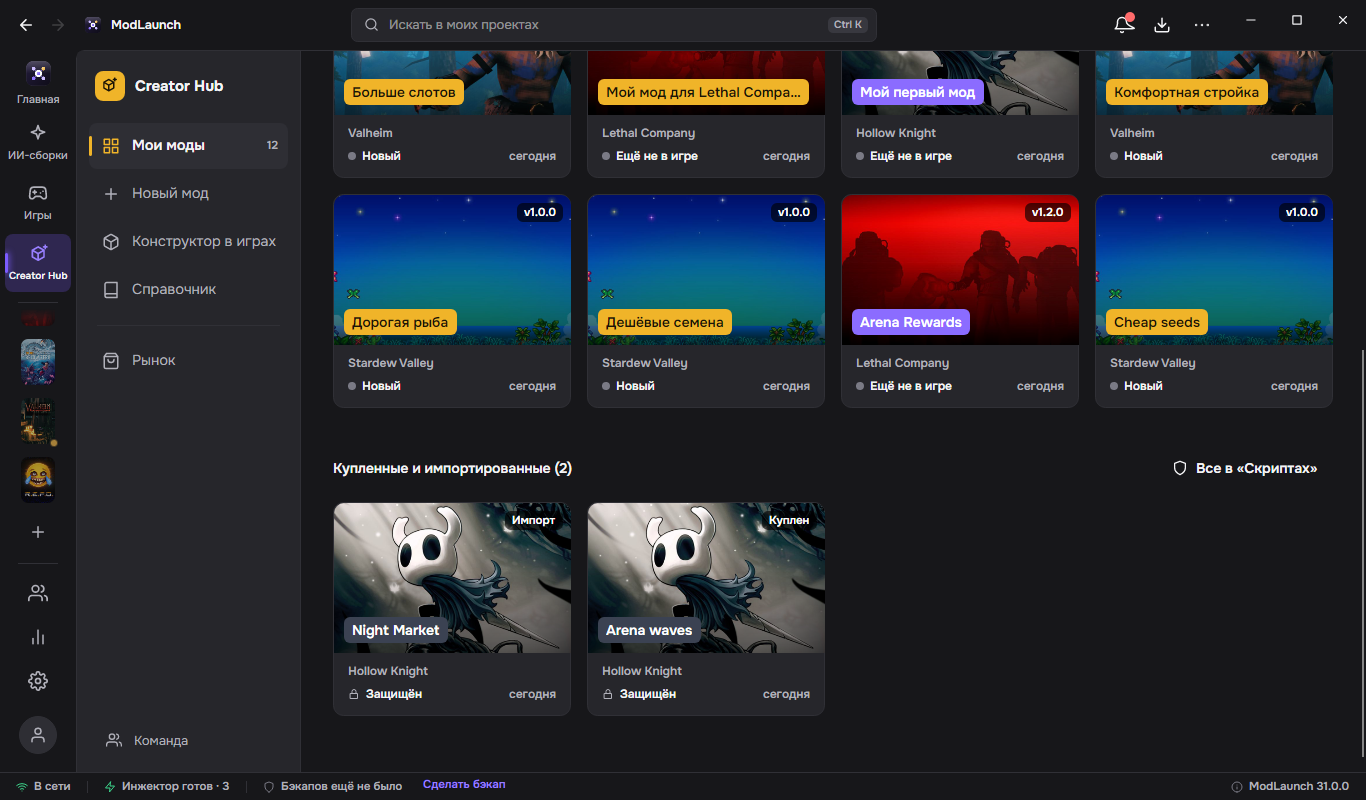 ModLaunch
Искать в моих проектах
Ctrl K
Главная
ИИ-сборки
Игры
Creator Hub
Creator Hub
Мои моды
12
Новый мод
Конструктор в играх
Справочник
Рынок
Команда
Больше слотов
Valheim
Новый
сегодня
Мой мод для Lethal Compa...
Lethal Company
Ещё не в игре
сегодня
Мой первый мод
Hollow Knight
Ещё не в игре
сегодня
Комфортная стройка
Valheim
Новый
сегодня
v1.0.0
Дорогая рыба
Stardew Valley
Новый
сегодня
v1.0.0
Дешёвые семена
Stardew Valley
Новый
сегодня
v1.2.0
Arena Rewards
Lethal Company
Ещё не в игре
сегодня
v1.0.0
Cheap seeds
Stardew Valley
Новый
сегодня
Купленные и импортированные (2)
Все в «Скриптах»
Импорт
Night Market
Hollow Knight
Защищён
сегодня
Куплен
Arena waves
Hollow Knight
Защищён
сегодня
В сети
Инжектор готов · 3
Бэкапов ещё не было
Сделать бэкап
ModLaunch 31.0.0